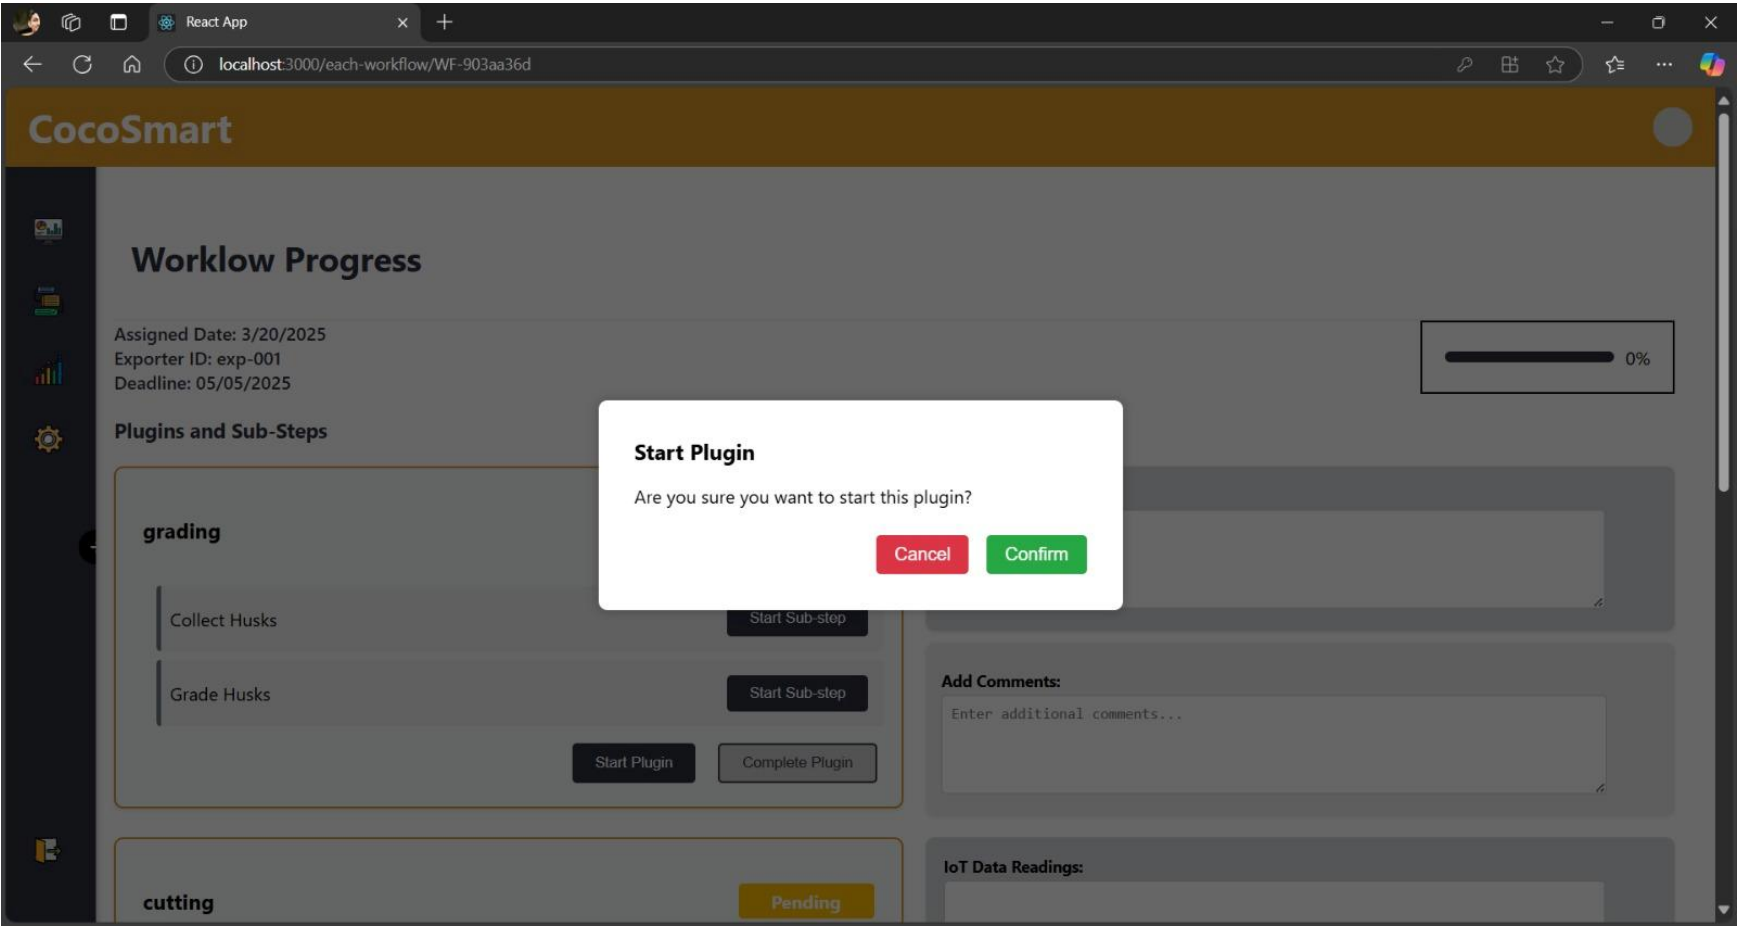 React App
localhost:3000/each-workflow/WF-903aa36d
CocoSmart
Worklow Progress
Assigned Date: 3/20/2025
Exporter ID: exp-001
Deadline: 05/05/2025
0%
Plugins and Sub-Steps
Start Plugin
Are you sure you want to start this plugin?
Cancel
Confirm
grading
Collect Husks
Start Sub-step
Grade Husks
Start Sub-step
Start Plugin
Complete Plugin
Add Comments:
Enter additional comments...
cutting
Pending
IoT Data Readings: